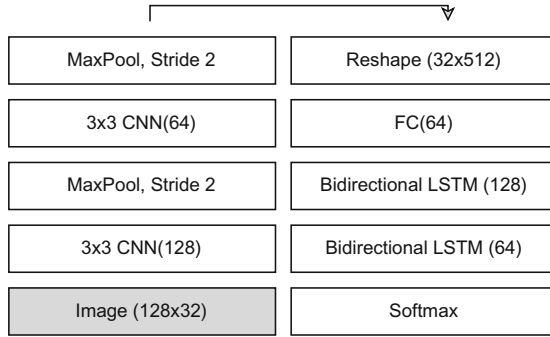 MaxPool, Stride 2
3x3 CNN(64)
MaxPool, Stride 2
3x3 CNN(128)
Image (128x32)
Reshape (32x512)
FC(64)
Bidirectional LSTM (128)
Bidirectional LSTM (64)
Softmax